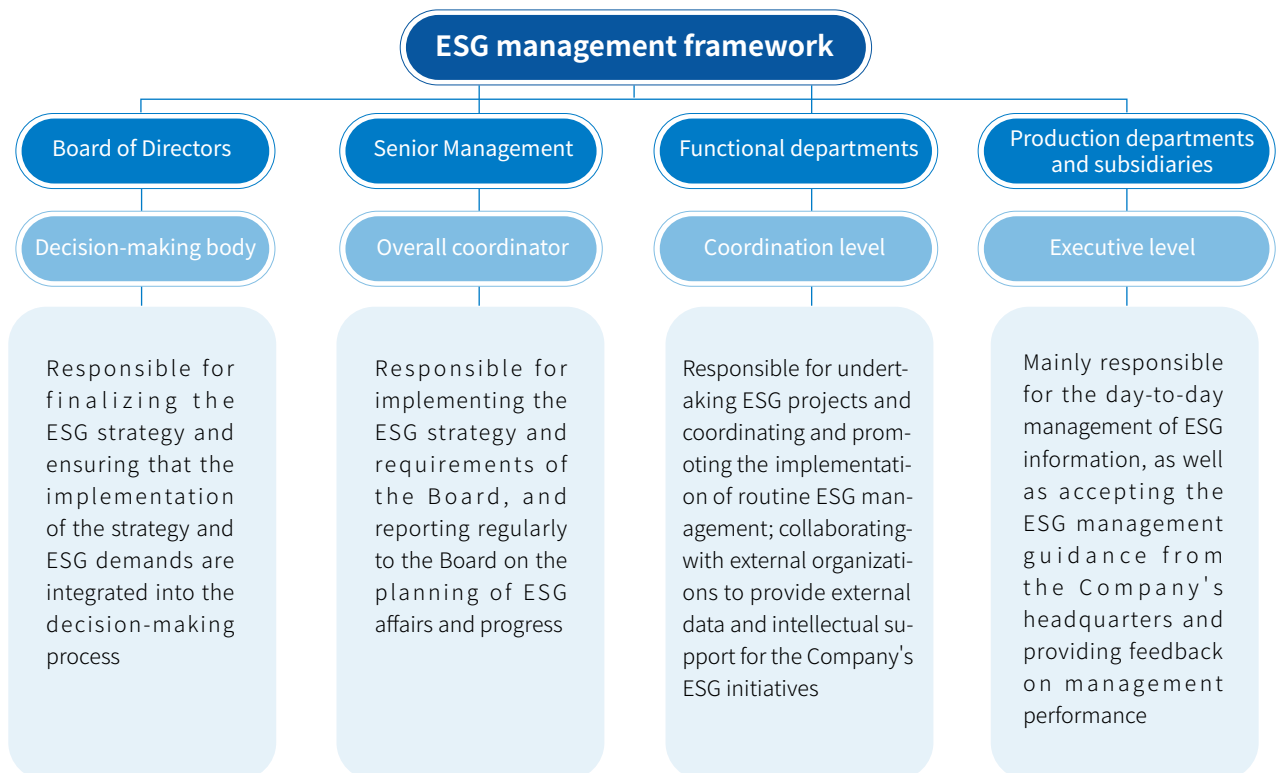 ESG management framework
Board of Directors
Decision-making body
Responsible for
finalizing the
ESG strategy and
ensuring that the
implementation
of the strategy and
ESG demands are
integrated into the
decision-making
process
Senior Management
Overall coordinator
Responsible for
implementing the
ESG strategy and
requirements of
the Board, and
reporting regularly
to the Board on the
planning of ESG
affairs and progress
Functional departments
Coordination level
Responsible for undert-
aking ESG projects and
coordinating and prom-
oting the implementati-
on of routine ESG man-
agement; collaborating-
with external organizati-
ons to provide external
data and intellectual su-
pport for the Company's
ESG initiatives
Production departments
and subsidiaries
Executive level
Mainly responsible
for the day-to-day
management of ESG
information, as well
as accepting the
ESG management
guidance from
the Company's
headquarters and
providing feedback
on management
performance